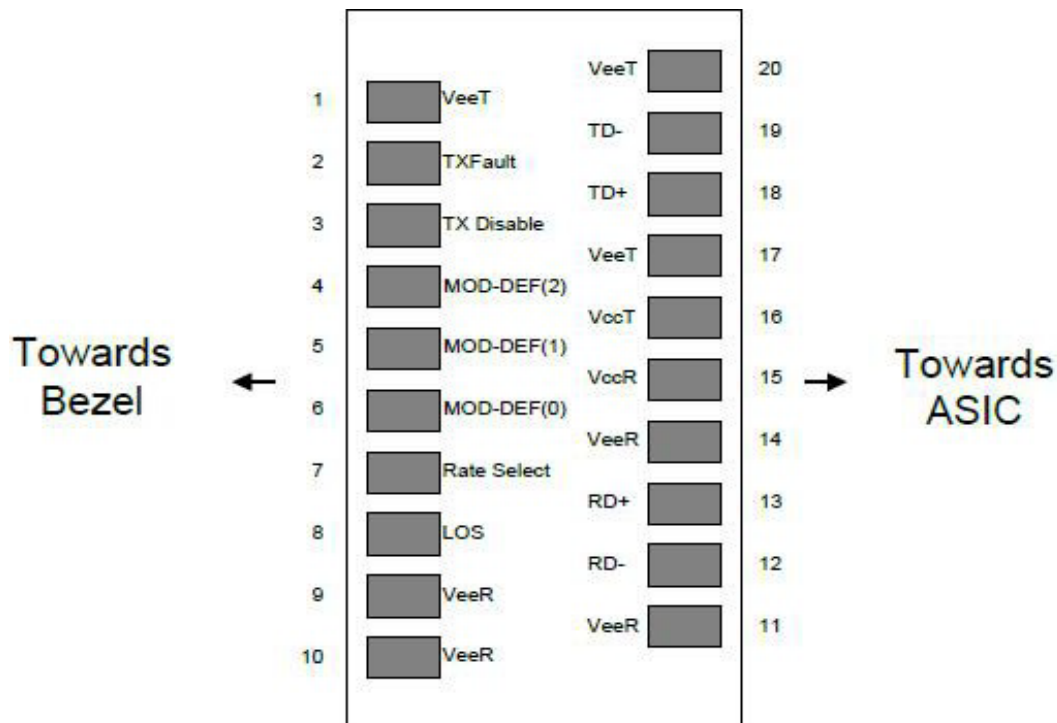 VeeT 20
1 VeeT
TD- 19
2 TXFault
TD+ 18
3 TX Disable
VeeT 17
4 MOD-DEF(2)
VccT 16
Towards
Bezel
5 MOD-DEF(1)
VccR 15
Towards
ASIC
6 MOD-DEF(0)
VeeR 14
7 Rate Select
RD+ 13
8 LOS
RD- 12
9 VeeR
VeeR 11
10 VeeR